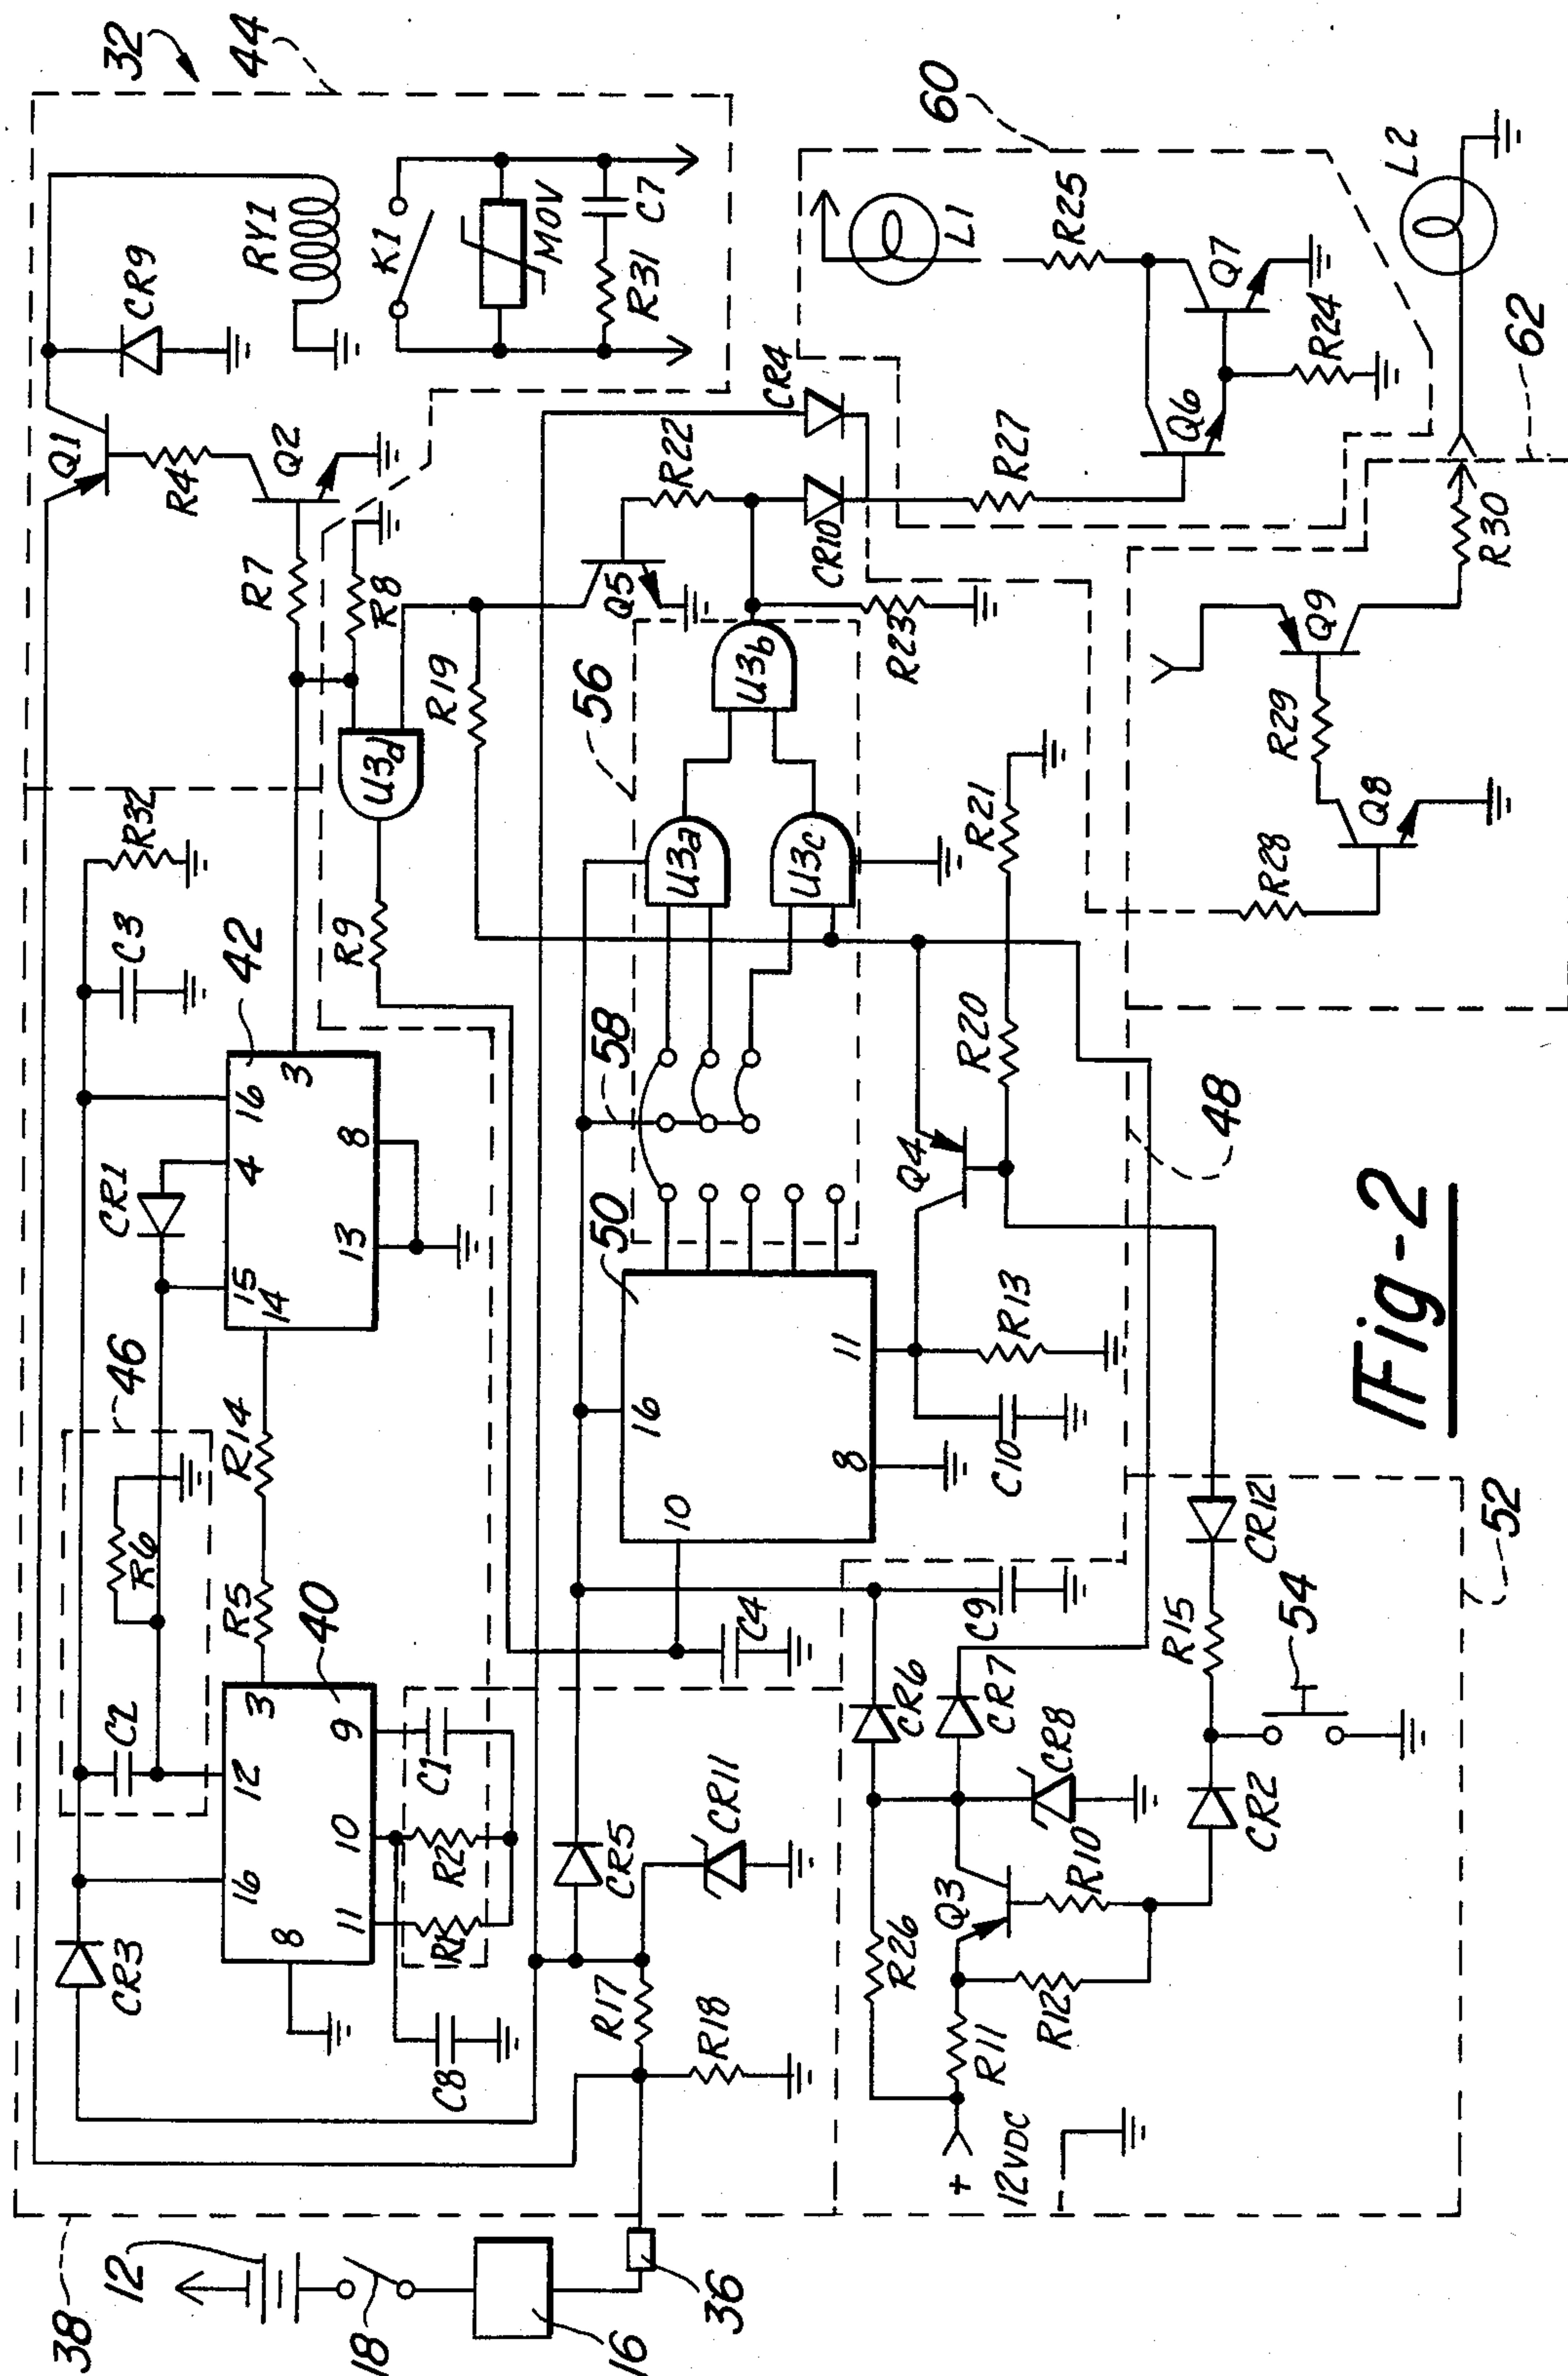 32
44
Q1
CR9
RY1
K1
MOV
R31
C7
R4
Q2
R7
R8
R32
C3
42
16
4
3
8
13
15
14
CR1
46
R6
C2
R14
R5
40
3
12
16
9
10
11
8
CR3
C1
R2
R1
C8
U3d
R9
R19
Q5
R22
CR4
CR10
R23
56
U3b
U3a
U3c
58
50
16
10
11
8
C4
C9
C10
R13
Q4
R20
R21
48
60
L1
R25
Q7
R24
Q6
R27
L2
62
R30
Q9
R29
Q8
R28
CR5
CR11
R17
R18
CR6
CR7
CR8
R26
Q3
R10
R11
R12
CR2
R15
CR12
54
52
+
12VDC
-
38
12
18
16
36
Fig-2